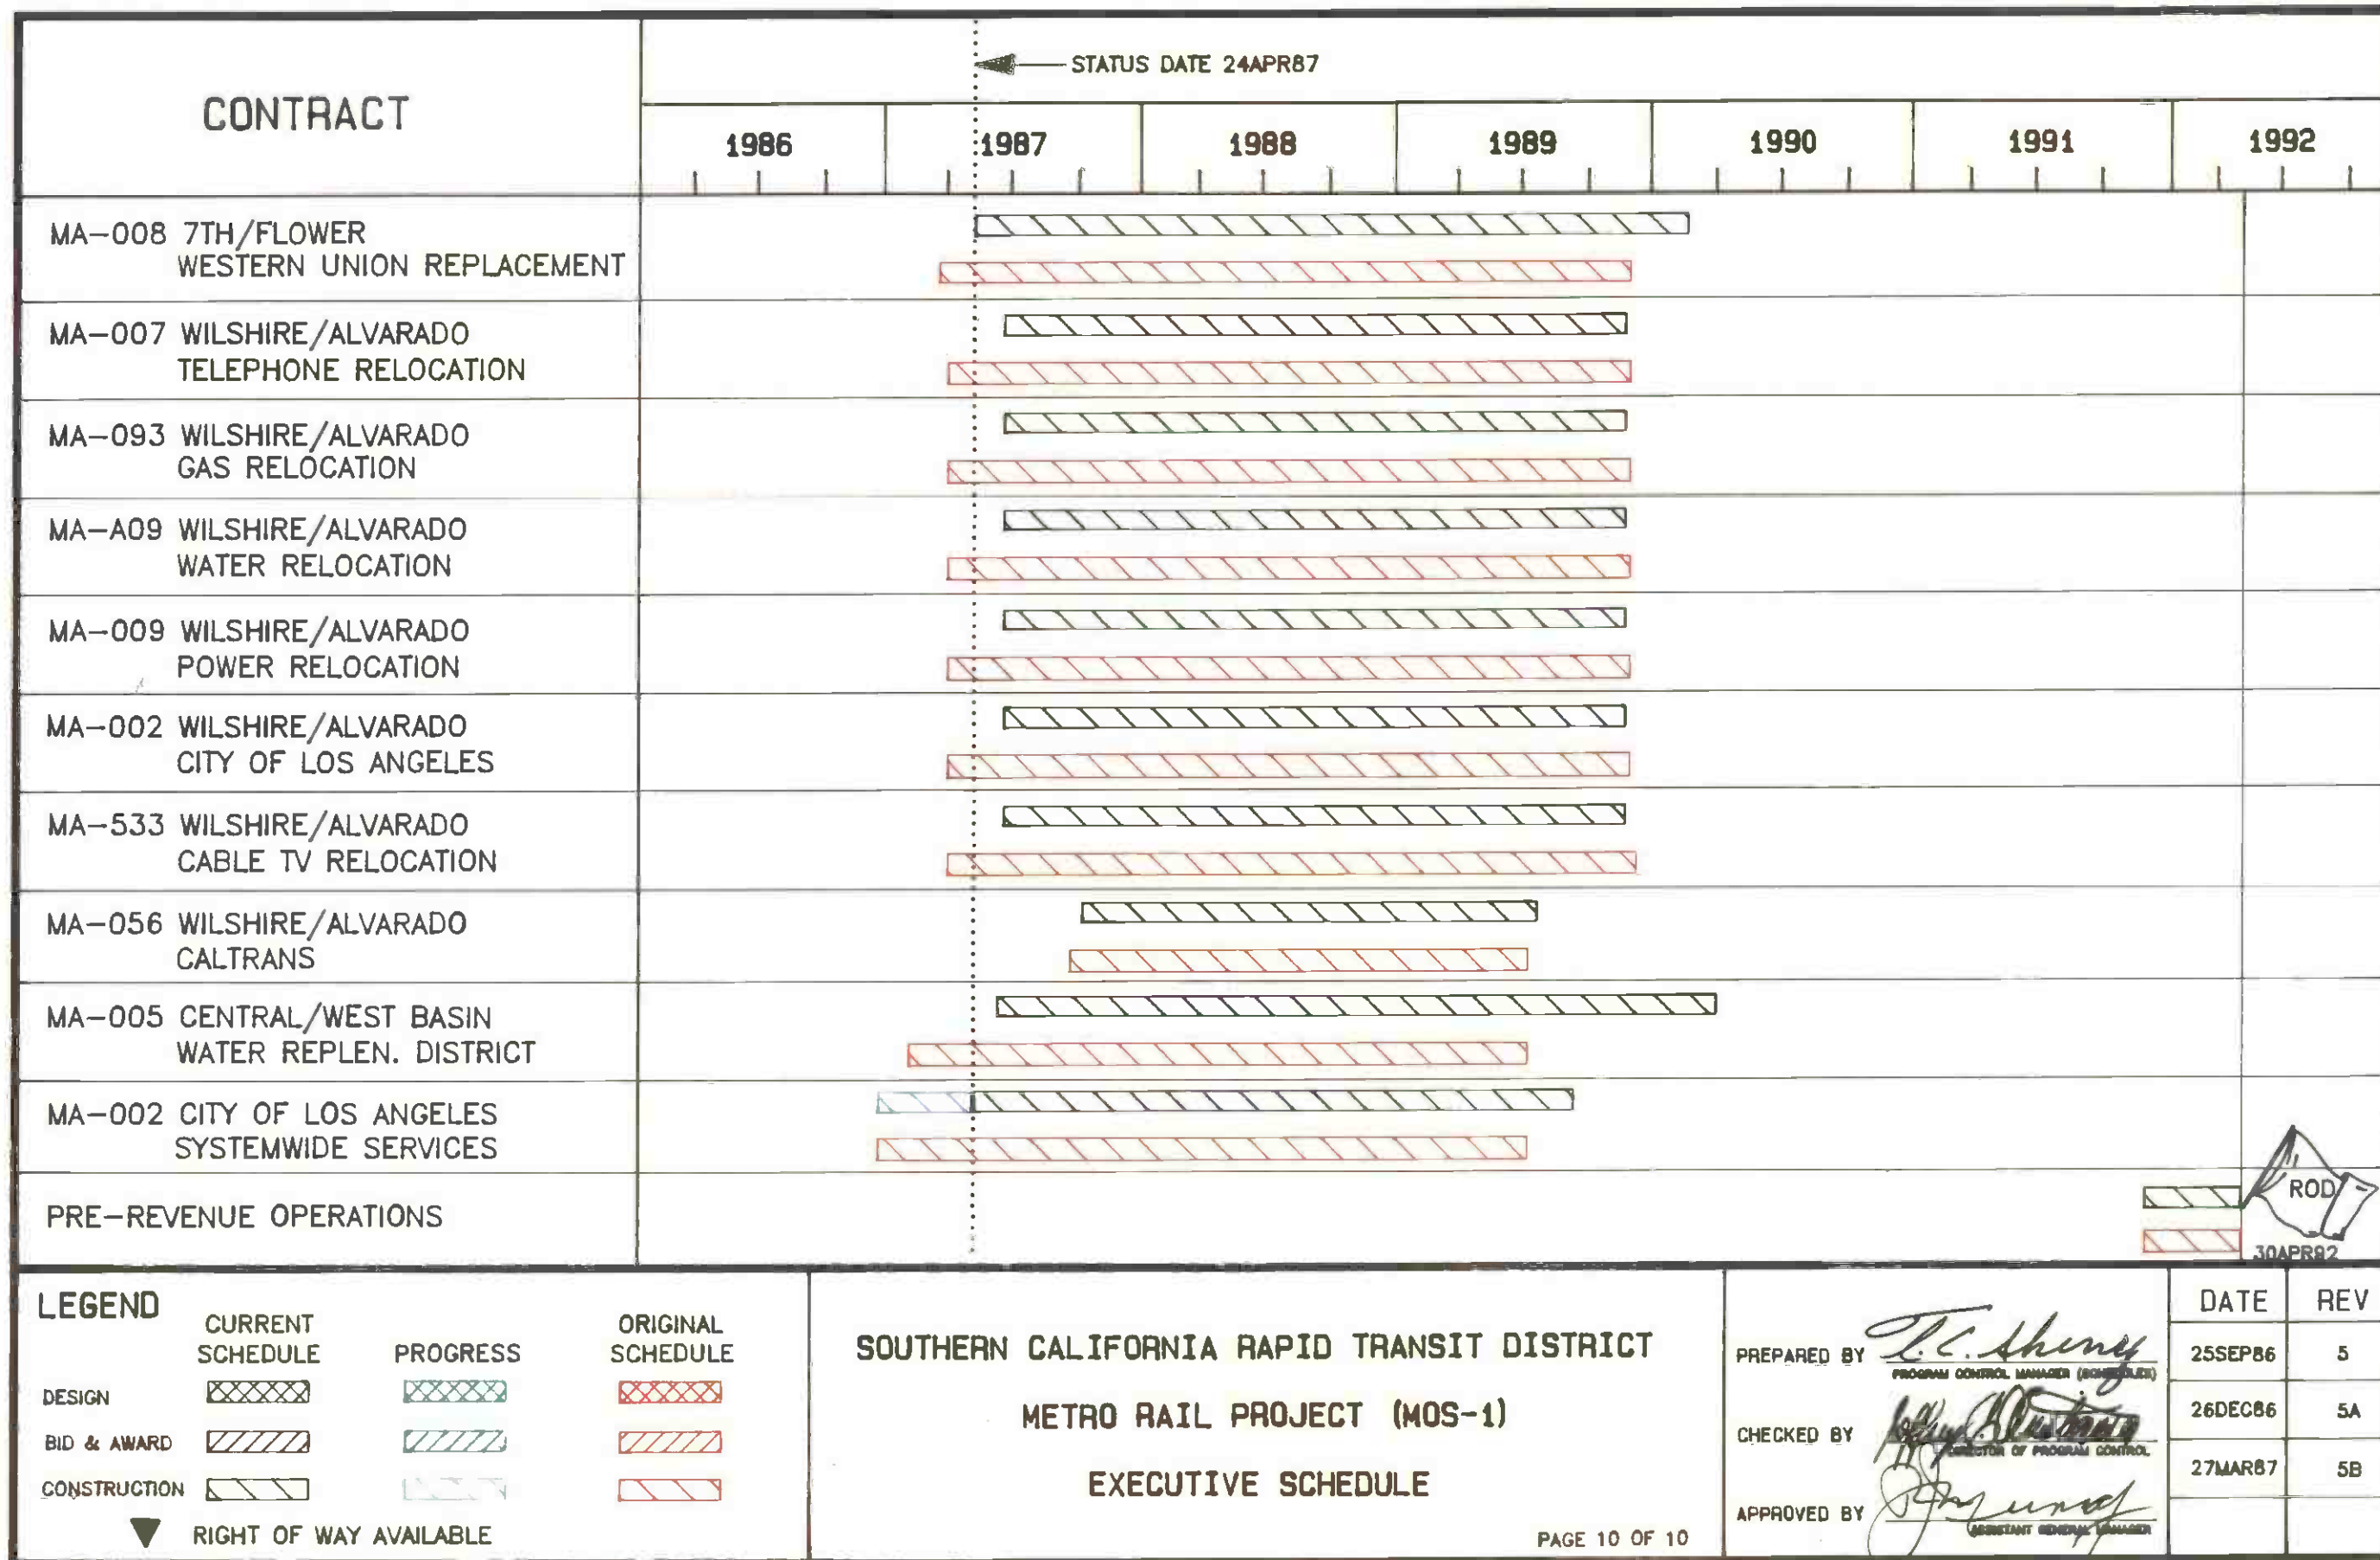 CONTRACT
STATUS DATE 24APR87
1986 1987 1988 1989 1990 1991 1992
MA-008 7TH/FLOWER
WESTERN UNION REPLACEMENT
MA-007 WILSHIRE/ALVARADO
TELEPHONE RELOCATION
MA-093 WILSHIRE/ALVARADO
GAS RELOCATION
MA-A09 WILSHIRE/ALVARADO
WATER RELOCATION
MA-009 WILSHIRE/ALVARADO
POWER RELOCATION
MA-002 WILSHIRE/ALVARADO
CITY OF LOS ANGELES
MA-533 WILSHIRE/ALVARADO
CABLE TV RELOCATION
MA-056 WILSHIRE/ALVARADO
CALTRANS
MA-005 CENTRAL/WEST BASIN
WATER REPLEN. DISTRICT
MA-002 CITY OF LOS ANGELES
SYSTEMWIDE SERVICES
PRE-REVENUE OPERATIONS
ROD
30APR92
LEGEND
CURRENT SCHEDULE
PROGRESS
ORIGINAL SCHEDULE
DESIGN
BID & AWARD
CONSTRUCTION
RIGHT OF WAY AVAILABLE
SOUTHERN CALIFORNIA RAPID TRANSIT DISTRICT
METRO RAIL PROJECT (MOS-1)
EXECUTIVE SCHEDULE
PAGE 10 OF 10
PREPARED BY
PROGRAM CONTROL MANAGER (SCHEDULES)
CHECKED BY
DIRECTOR OF PROGRAM CONTROL
APPROVED BY
ASSISTANT GENERAL MANAGER
DATE REV
25SEP86 5
26DEC86 5A
27MAR87 5B